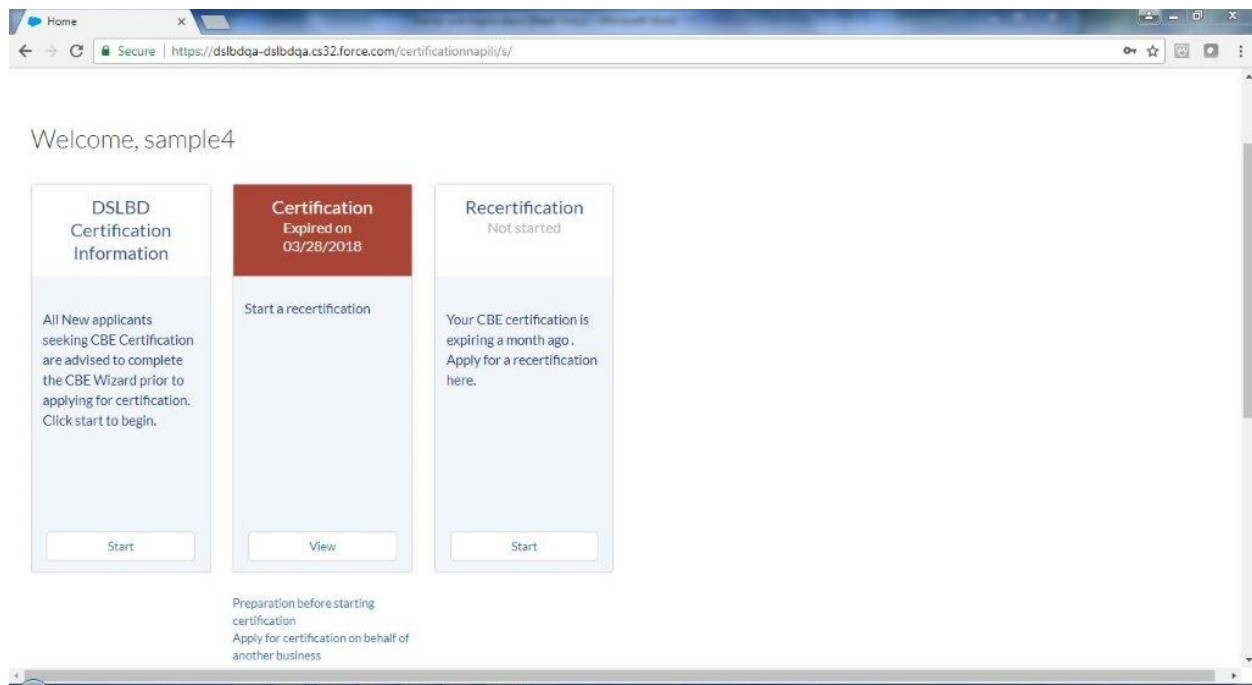 Home
Secure | https://dslbdqa-dslbdqa.cs32.force.com/certificationnapili/s/
Welcome, sample4
DSLBD
Certification
Information
All New applicants
seeking CBE Certification
are advised to complete
the CBE Wizard prior to
applying for certification.
Click start to begin.
Start
Certification
Expired on
03/28/2018
Start a recertification
View
Recertification
Not started
Your CBE certification is
expiring a month ago .
Apply for a recertification
here.
Start
Preparation before starting
certification
Apply for certification on behalf of
another business